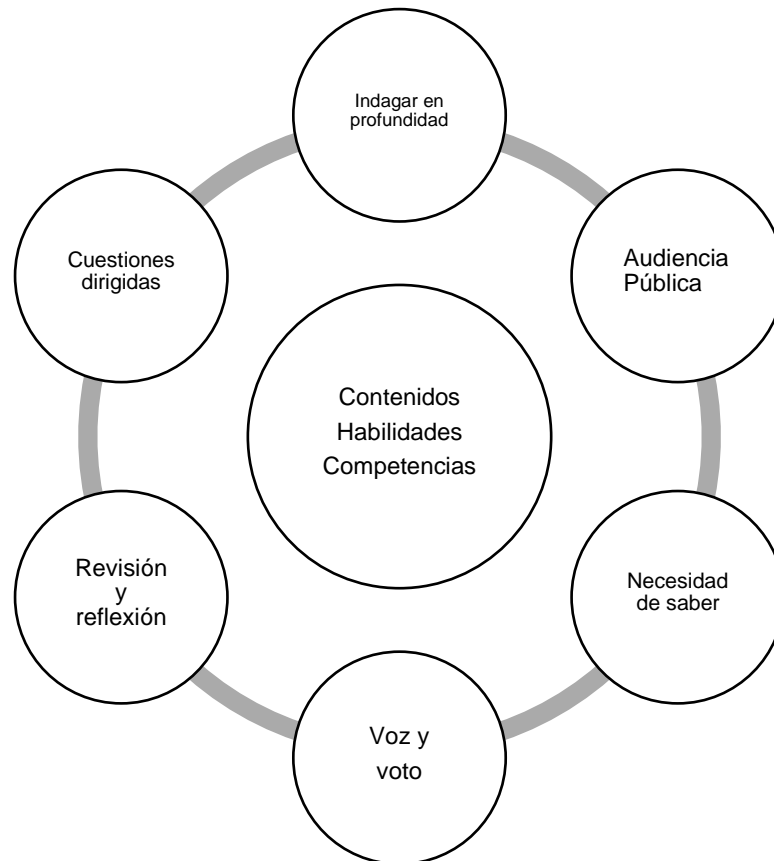 Indagar en
profundidad
Cuestiones
dirigidas
Audiencia
Pública
Contenidos
Habilidades
Competencias
Revisión
y
reflexión
Necesidad
de saber
Voz y
voto